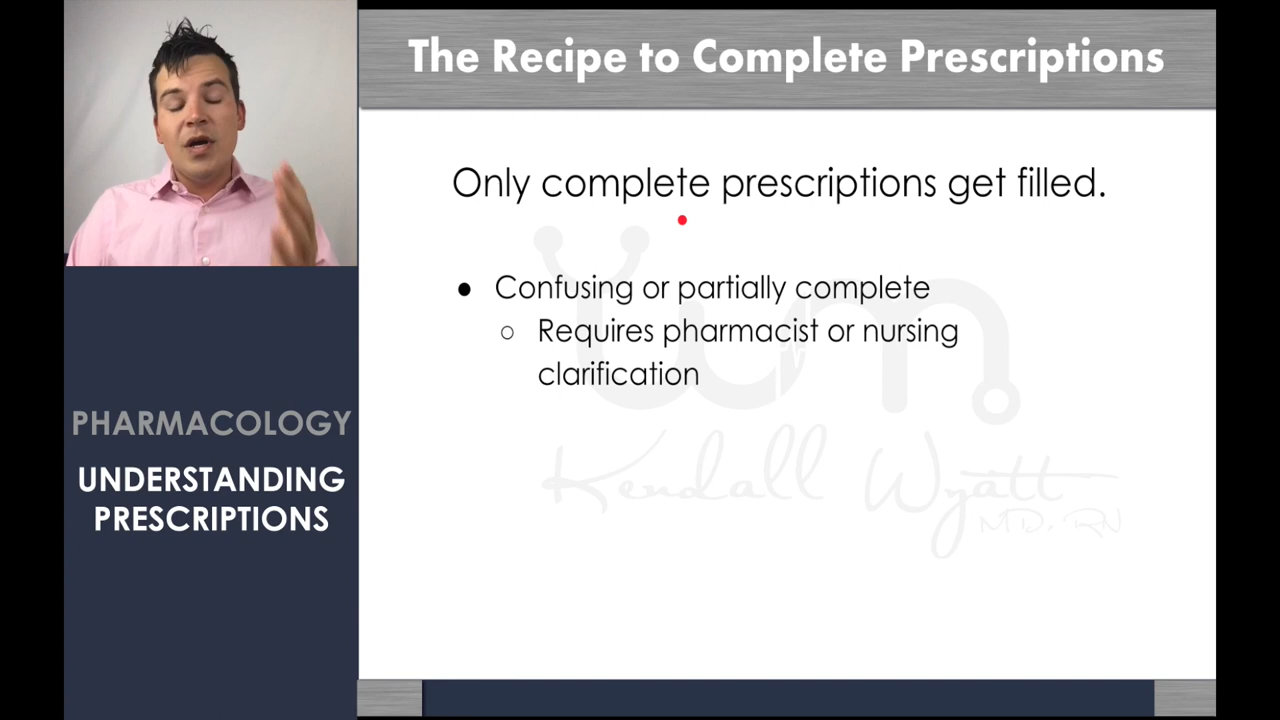 The Recipe to Complete Prescriptions
Only complete prescriptions get filled.
● Confusing or partially complete
○ Requires pharmacist or nursing
clarification
PHARMACOLOGY
UNDERSTANDING
PRESCRIPTIONS
wm
Kendall Wyatt
MD, RN